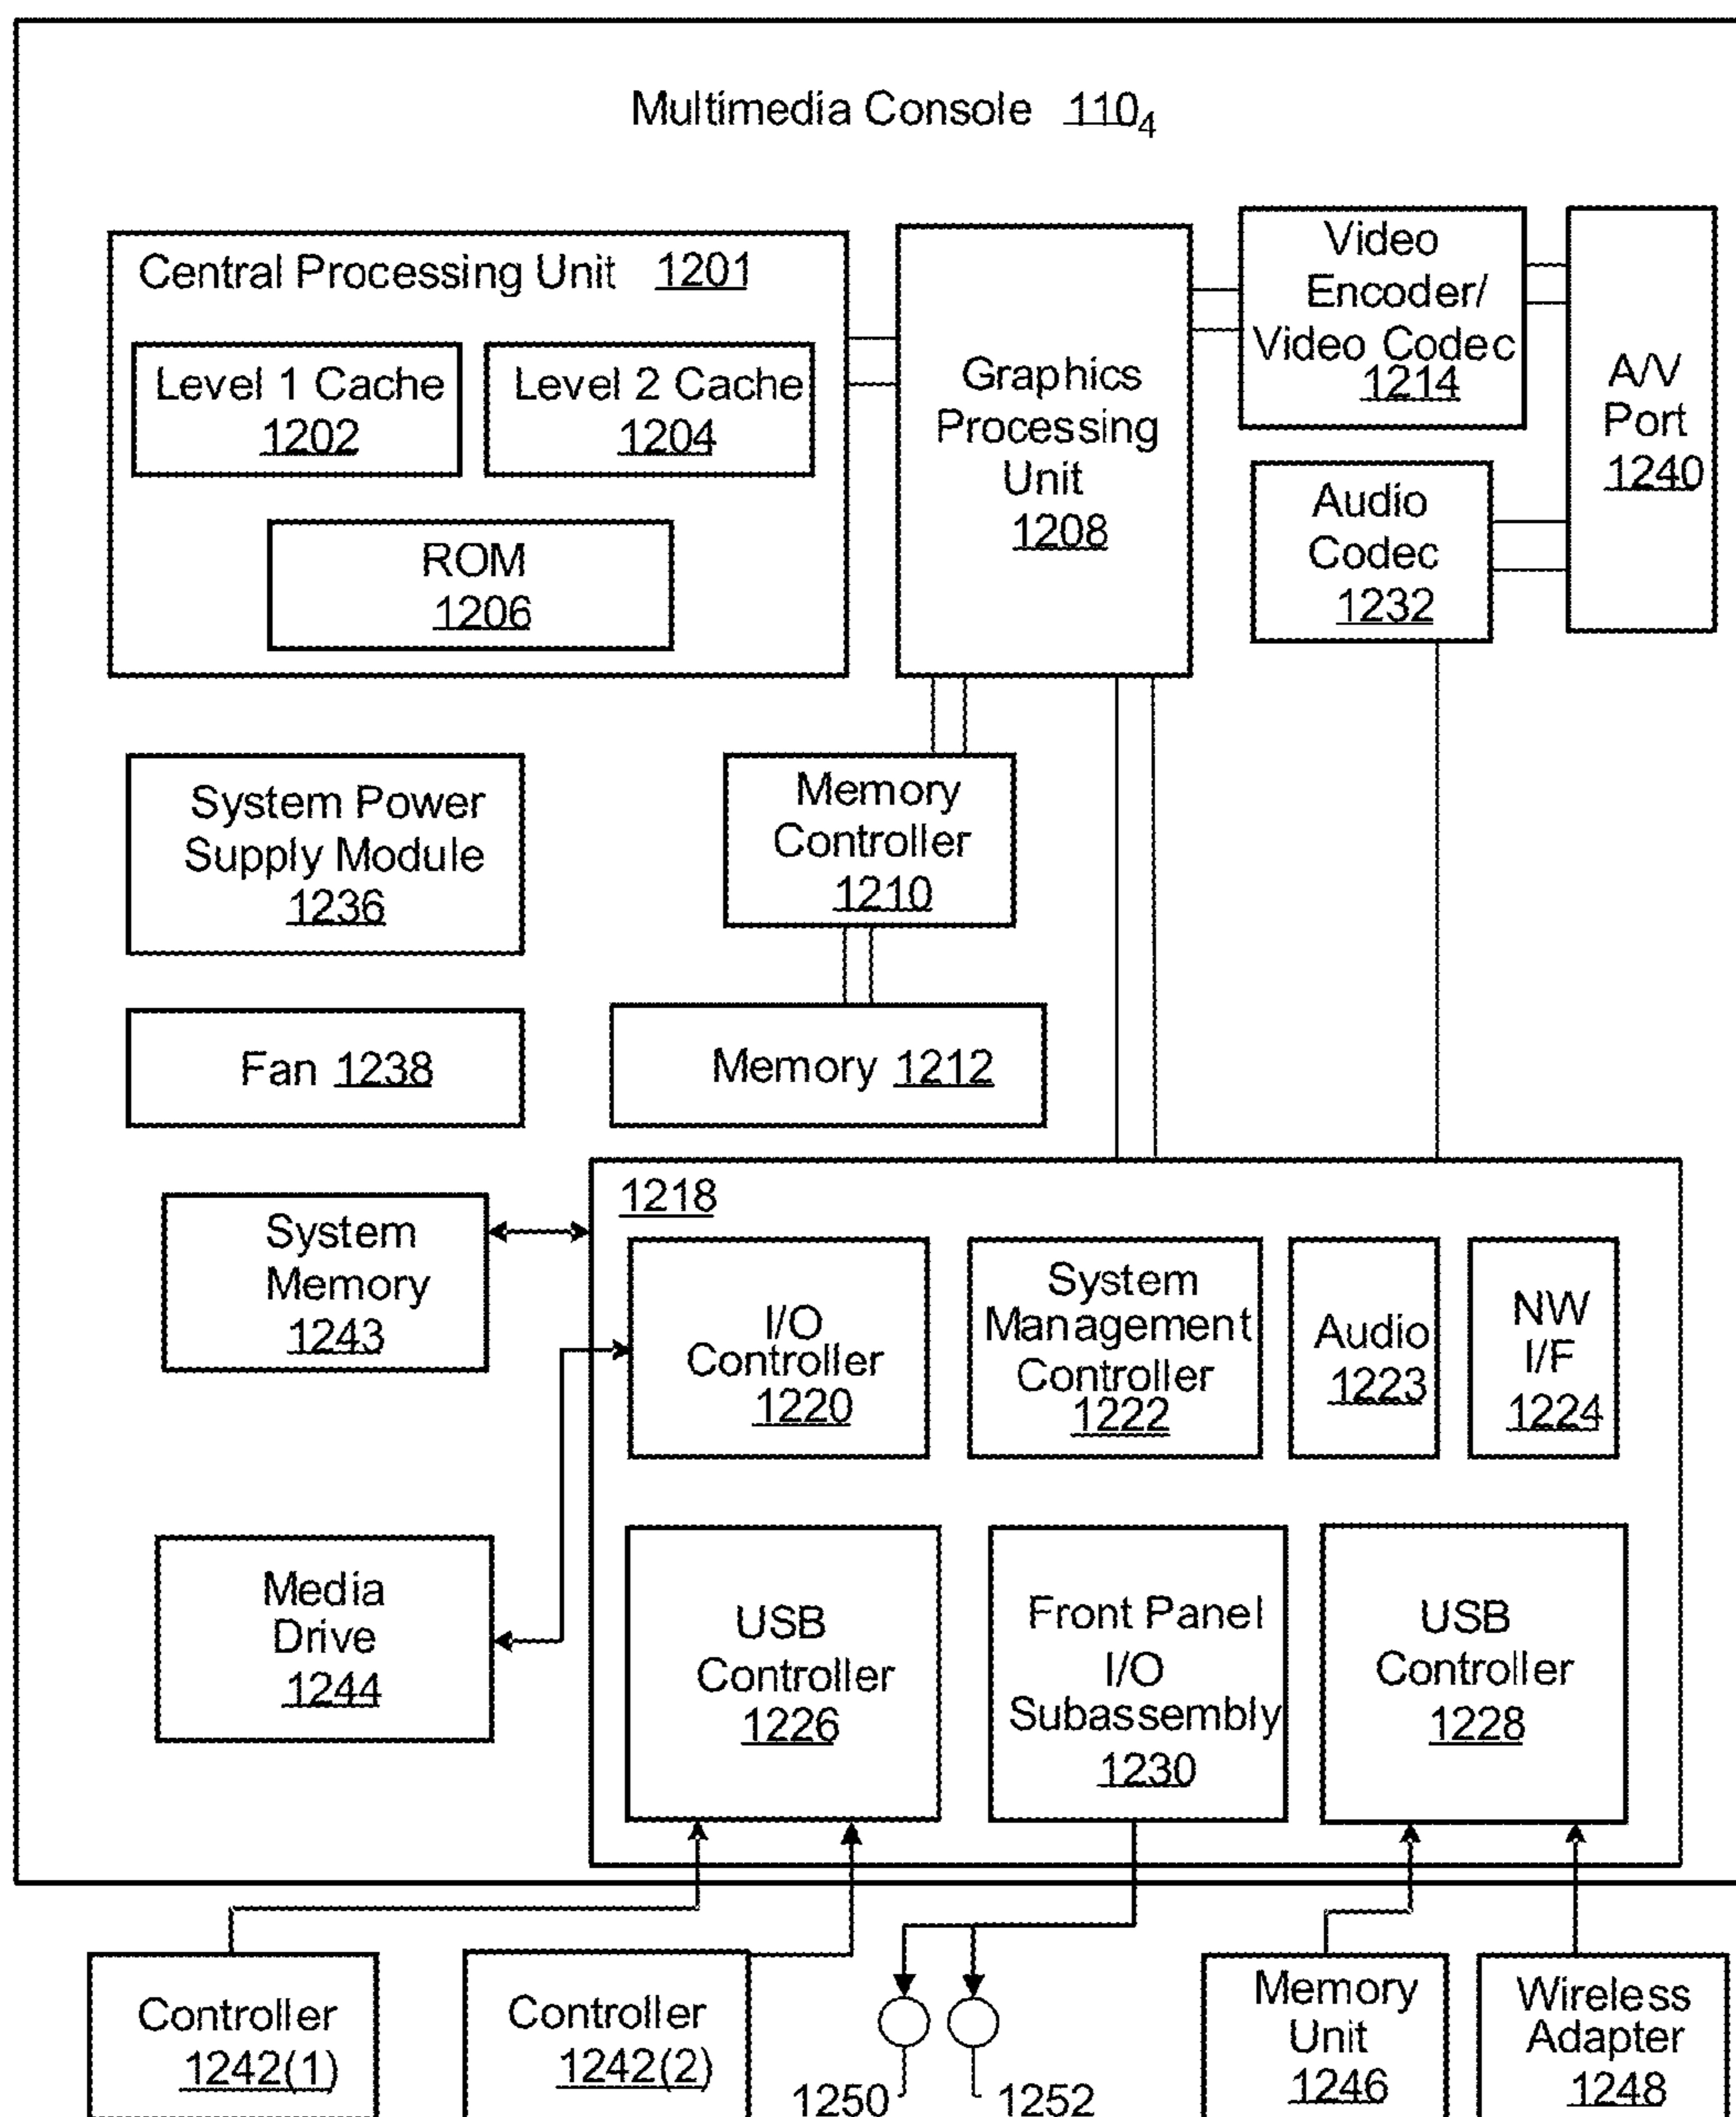 Multimedia Console 110₄
Central Processing Unit 1201
Level 1 Cache
1202
Level 2 Cache
1204
ROM
1206
Graphics
Processing
Unit
1208
Video
Encoder/
Video Codec
1214
A/V
Port
1240
Audio
Codec
1232
System Power
Supply Module
1236
Memory
Controller
1210
Fan 1238
Memory 1212
System
Memory
1243
1218
I/O
Controller
1220
System
Management
Controller
1222
Audio
1223
NW
I/F
1224
Media
Drive
1244
USB
Controller
1226
Front Panel
I/O
Subassembly
1230
USB
Controller
1228
Controller
1242(1)
Controller
1242(2)
1250
1252
Memory
Unit
1246
Wireless
Adapter
1248